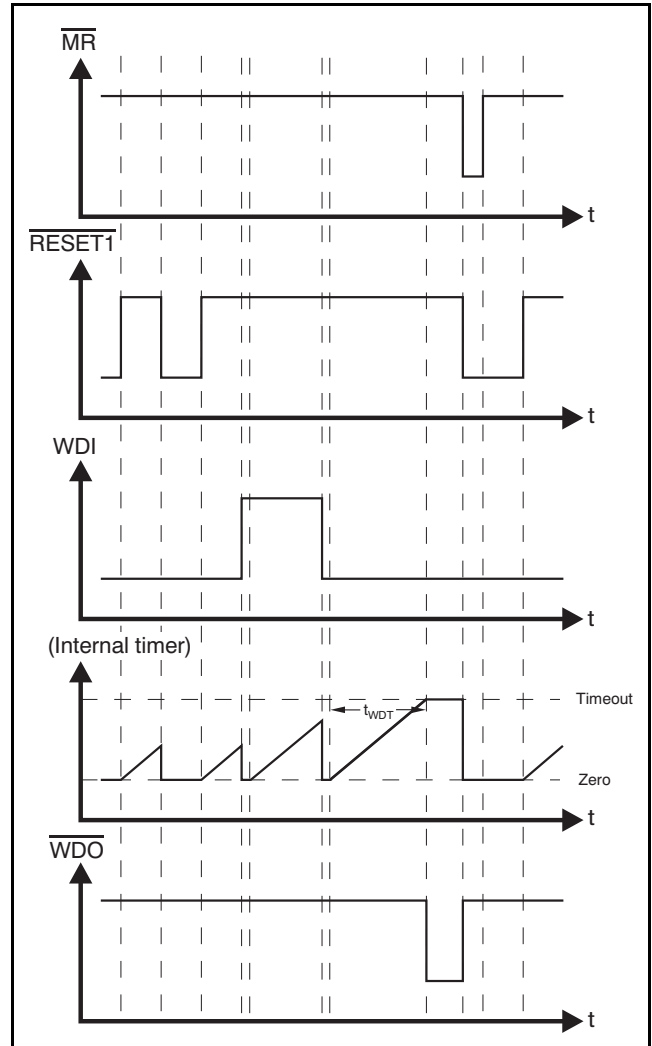 MR
t
RESET1
t
WDI
t
(Internal timer)
Timeout
tWDT
Zero
t
WDO
t